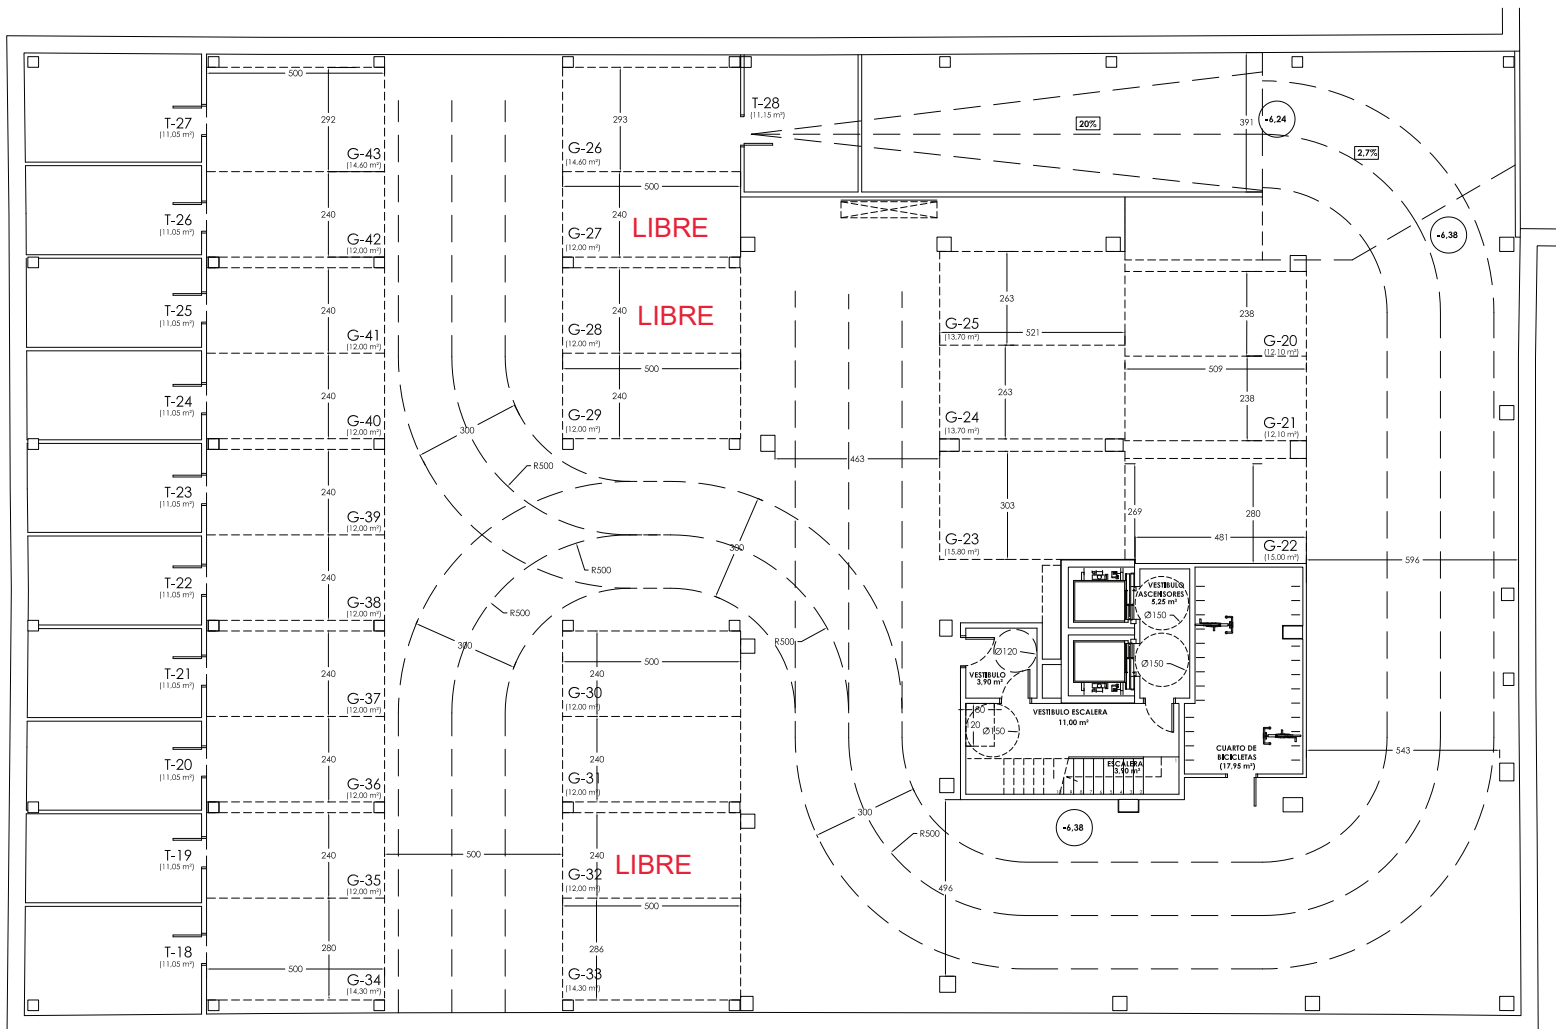 T-27
(11,05 m²)
T-26
(11,05 m²)
T-25
(11,05 m²)
T-24
(11,05 m²)
T-23
(11,05 m²)
T-22
(11,05 m²)
T-21
(11,05 m²)
T-20
(11,05 m²)
T-19
(11,05 m²)
T-18
(11,05 m²)
500
292
G-43
(14,60 m²)
240
G-42
(12,00 m²)
240
G-41
(12,00 m²)
240
G-40
(12,00 m²)
240
G-39
(12,00 m²)
240
G-38
(12,00 m²)
240
G-37
(12,00 m²)
240
G-36
(12,00 m²)
240
G-35
(12,00 m²)
280
500
G-34
(14,30 m²)
293
G-26
(14,60 m²)
500
240
G-27
(12,00 m²)
LIBRE
240
G-28
(12,00 m²)
LIBRE
500
240
G-29
(12,00 m²)
300
R500
R500
R500
300
300
R500
500
240
G-30
(12,00 m²)
240
G-31
(12,00 m²)
500
240
G-32
(12,00 m²)
LIBRE
500
286
G-33
(14,30 m²)
T-28
(11,15 m²)
20%
391
-6,24
2,7%
-6,38
263
G-25
(13,70 m²)
521
263
G-24
(13,70 m²)
463
303
G-23
(15,80 m²)
238
G-20
(12,10 m²)
509
238
G-21
(12,10 m²)
269
280
481
G-22
(15,00 m²)
596
VESTIBULO
ASCENSORES
5,25 m²
Ø150
Ø150
Ø120
VESTIBULO
3,90 m²
80
120
Ø150
VESTIBULO ESCALERA
11,00 m²
ESCALERA
3,90 m²
CUARTO DE
BICICLETAS
(17,95 m²)
543
300
R500
-6,38
496